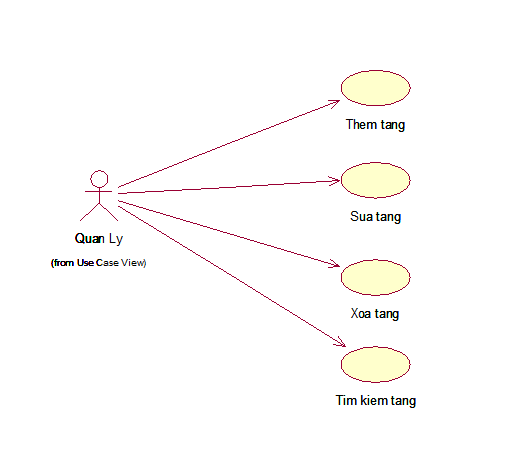 Them tang
Sua tang
Quan Ly
(from Use Case View)
Xoa tang
Tim kiem tang